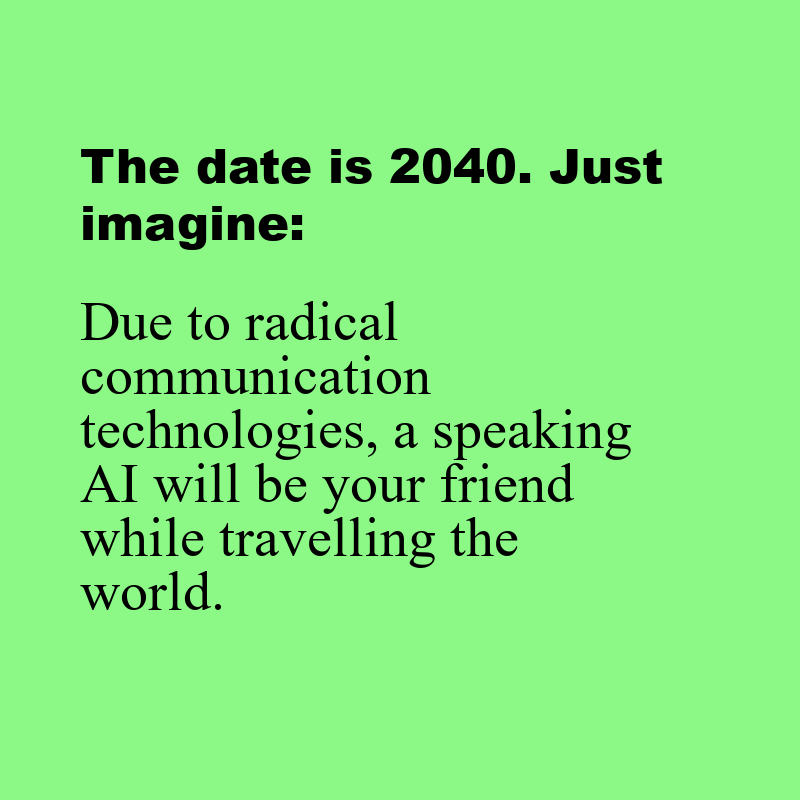 The date is 2040. Just
imagine:
Due to radical
communication
technologies, a speaking
AI will be your friend
while travelling the
world.